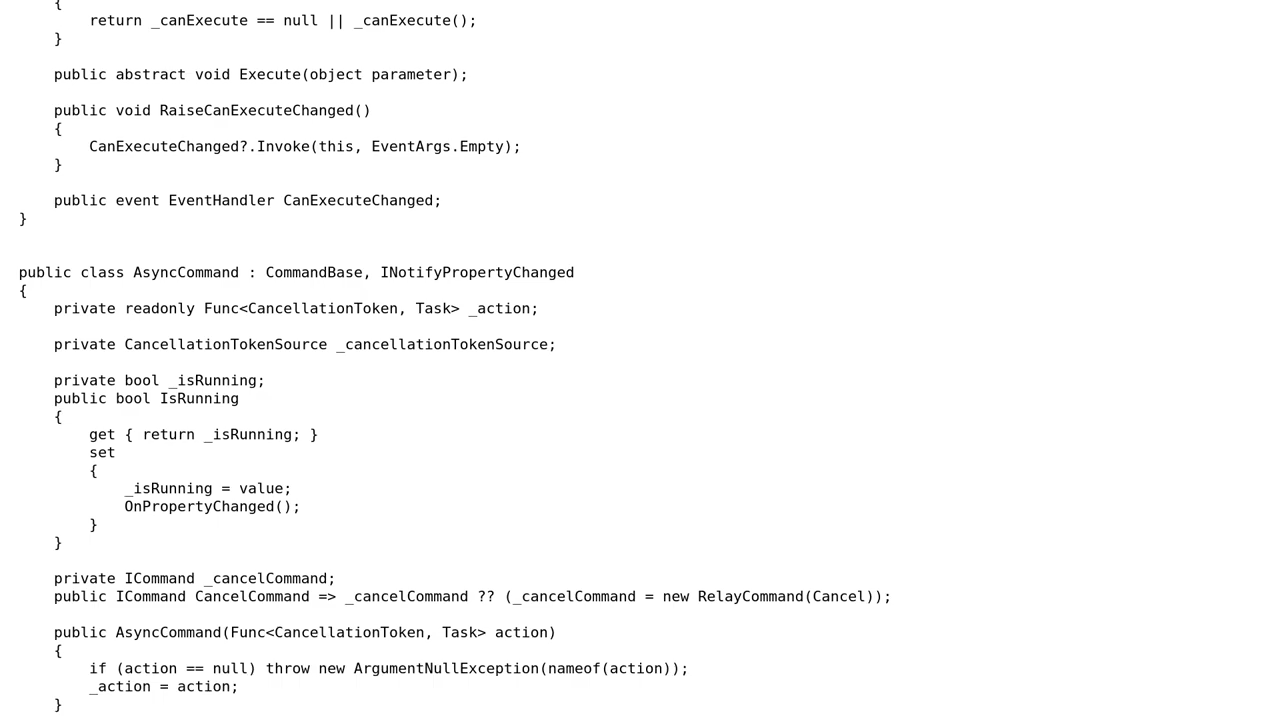 {
        return _canExecute == null || _canExecute();
    }

    public abstract void Execute(object parameter);

    public void RaiseCanExecuteChanged()
    {
        CanExecuteChanged?.Invoke(this, EventArgs.Empty);
    }

    public event EventHandler CanExecuteChanged;
}


public class AsyncCommand : CommandBase, INotifyPropertyChanged
{
    private readonly Func<CancellationToken, Task> _action;

    private CancellationTokenSource _cancellationTokenSource;

    private bool _isRunning;
    public bool IsRunning
    {
        get { return _isRunning; }
        set
        {
            _isRunning = value;
            OnPropertyChanged();
        }
    }

    private ICommand _cancelCommand;
    public ICommand CancelCommand => _cancelCommand ?? (_cancelCommand = new RelayCommand(Cancel));

    public AsyncCommand(Func<CancellationToken, Task> action)
    {
        if (action == null) throw new ArgumentNullException(nameof(action));
        _action = action;
    }